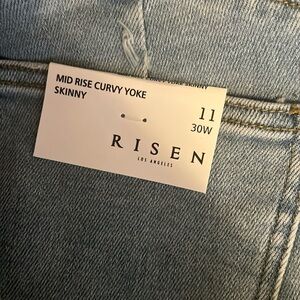 MID RISE CURVY YOKE
SKINNY
11
30W
RISEN
LOS ANGELES